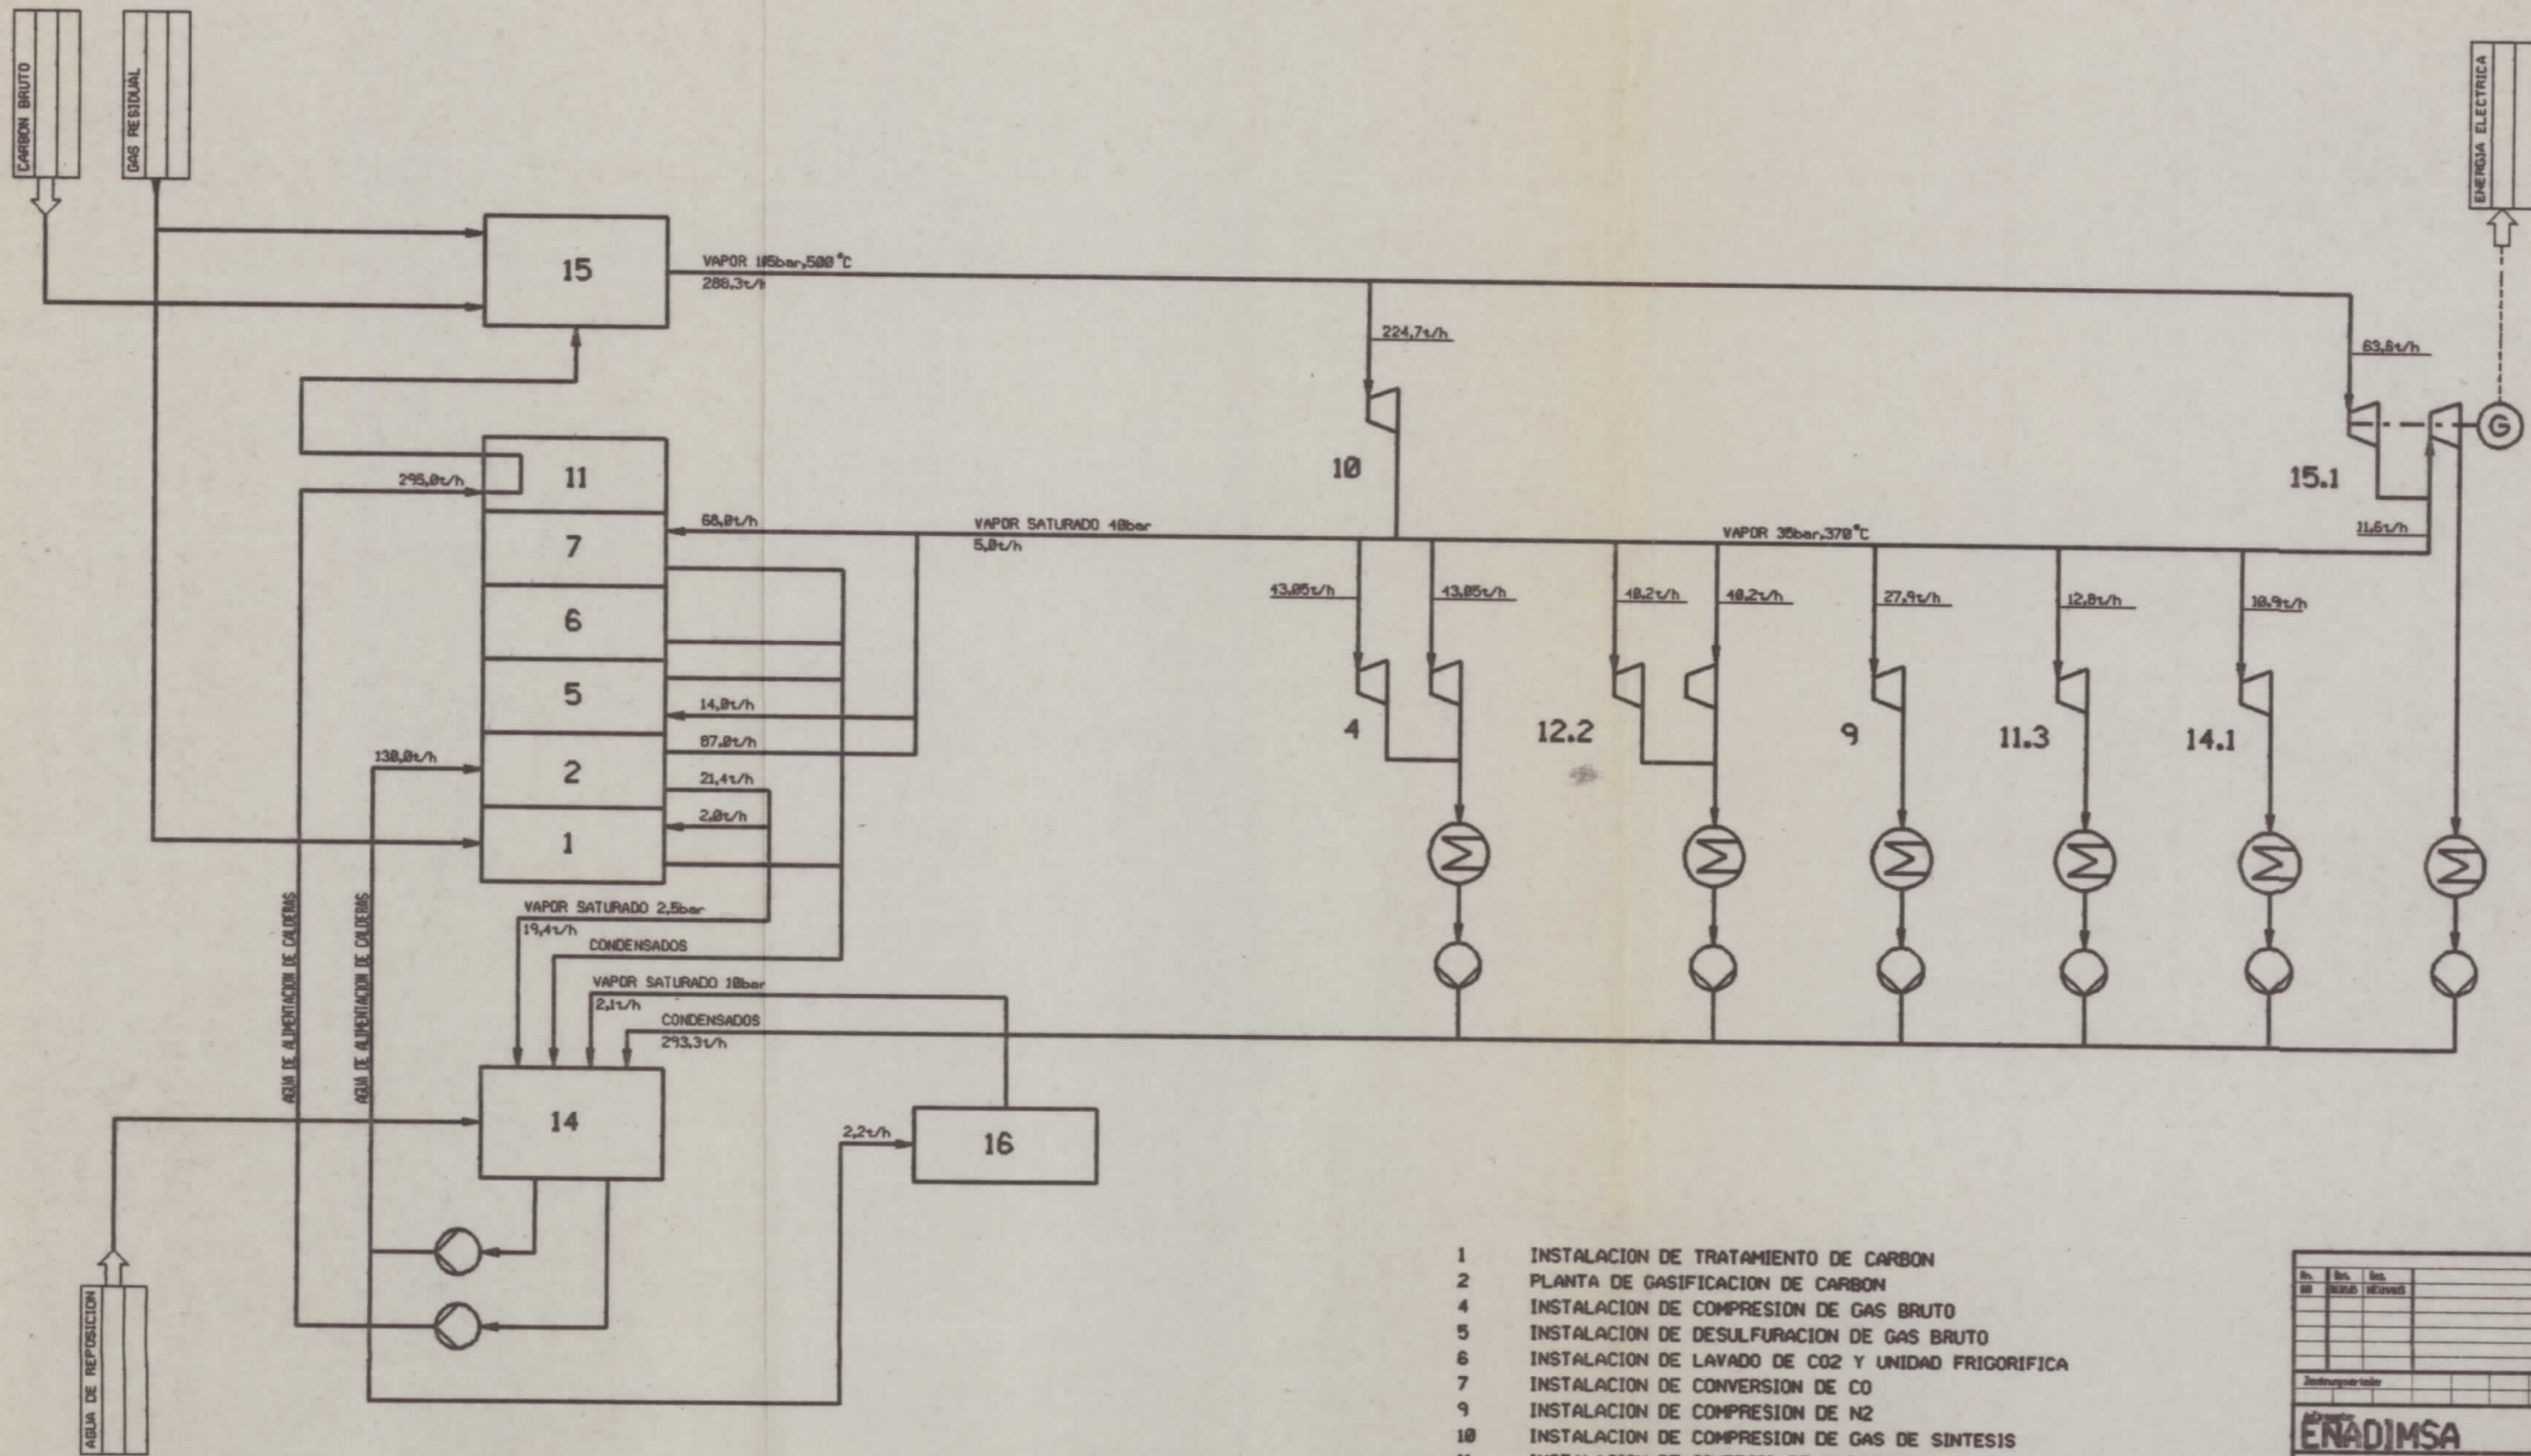 CARBON BRUTO
GAS RESIDUAL
ENERGIA ELECTRICA
15
VAPOR 105bar,500°C
288,3t/h
224,7t/h
63,6t/h
10
G
15.1
11,6t/h
295,0t/h
11
7
6
5
2
1
68,0t/h
VAPOR SATURADO 40bar
5,0t/h
VAPOR 35bar,370°C
43,05t/h
43,05t/h
40,2t/h
40,2t/h
27,9t/h
12,8t/h
10,9t/h
14,0t/h
87,0t/h
130,0t/h
21,4t/h
2,0t/h
4
12.2
9
11.3
14.1
AGUA DE ALIMENTACION DE CALDERAS
AGUA DE ALIMENTACION DE CALDERAS
VAPOR SATURADO 2,5bar
19,4t/h
CONDENSADOS
VAPOR SATURADO 10bar
2,1t/h
CONDENSADOS
293,3t/h
14
2,2t/h
16
AGUA DE REPOSICION
1 INSTALACION DE TRATAMIENTO DE CARBON
2 PLANTA DE GASIFICACION DE CARBON
4 INSTALACION DE COMPRESION DE GAS BRUTO
5 INSTALACION DE DESULFURACION DE GAS BRUTO
6 INSTALACION DE LAVADO DE CO2 Y UNIDAD FRIGORIFICA
7 INSTALACION DE CONVERSION DE CO
9 INSTALACION DE COMPRESION DE N2
10 INSTALACION DE COMPRESION DE GAS DE SINTESIS
ENADIMSA